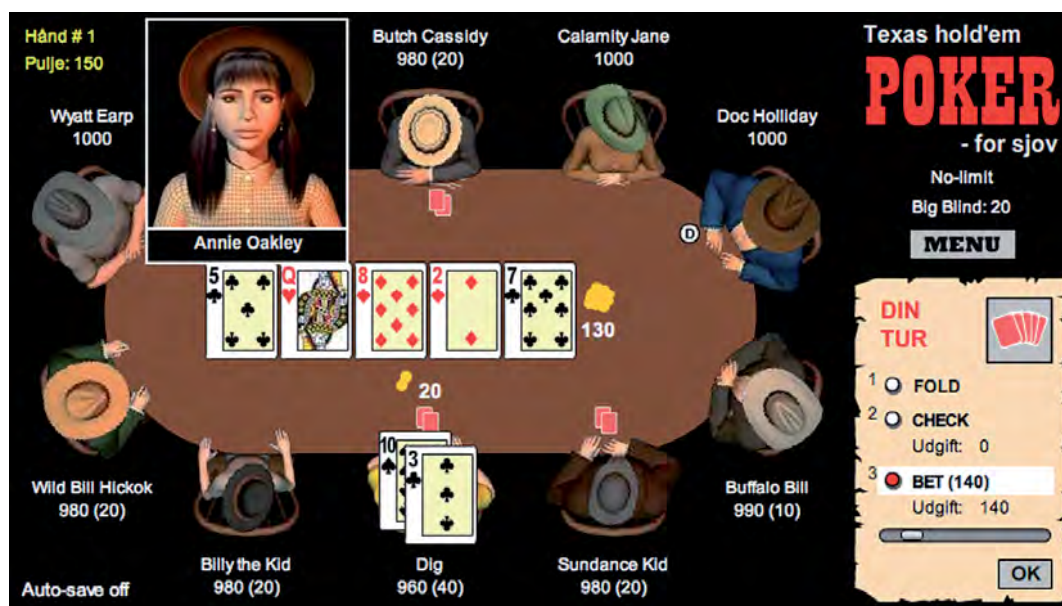 Hånd # 1
Pulje: 150
Butch Cassidy
980 (20)
Calamity Jane
1000
Texas hold'em
POKER
- for sjov
No-limit
Big Blind: 20
MENU
Wyatt Earp
1000
Doc Holliday
1000
Annie Oakley
D
5
Q
8
2
7
130
20
10
3
DIN
TUR
1 FOLD
2 CHECK
Udgift: 0
3 BET (140)
Udgift: 140
OK
Wild Bill Hickok
980 (20)
Buffalo Bill
990 (10)
Billy the Kid
980 (20)
Dig
960 (40)
Sundance Kid
980 (20)
Auto-save off